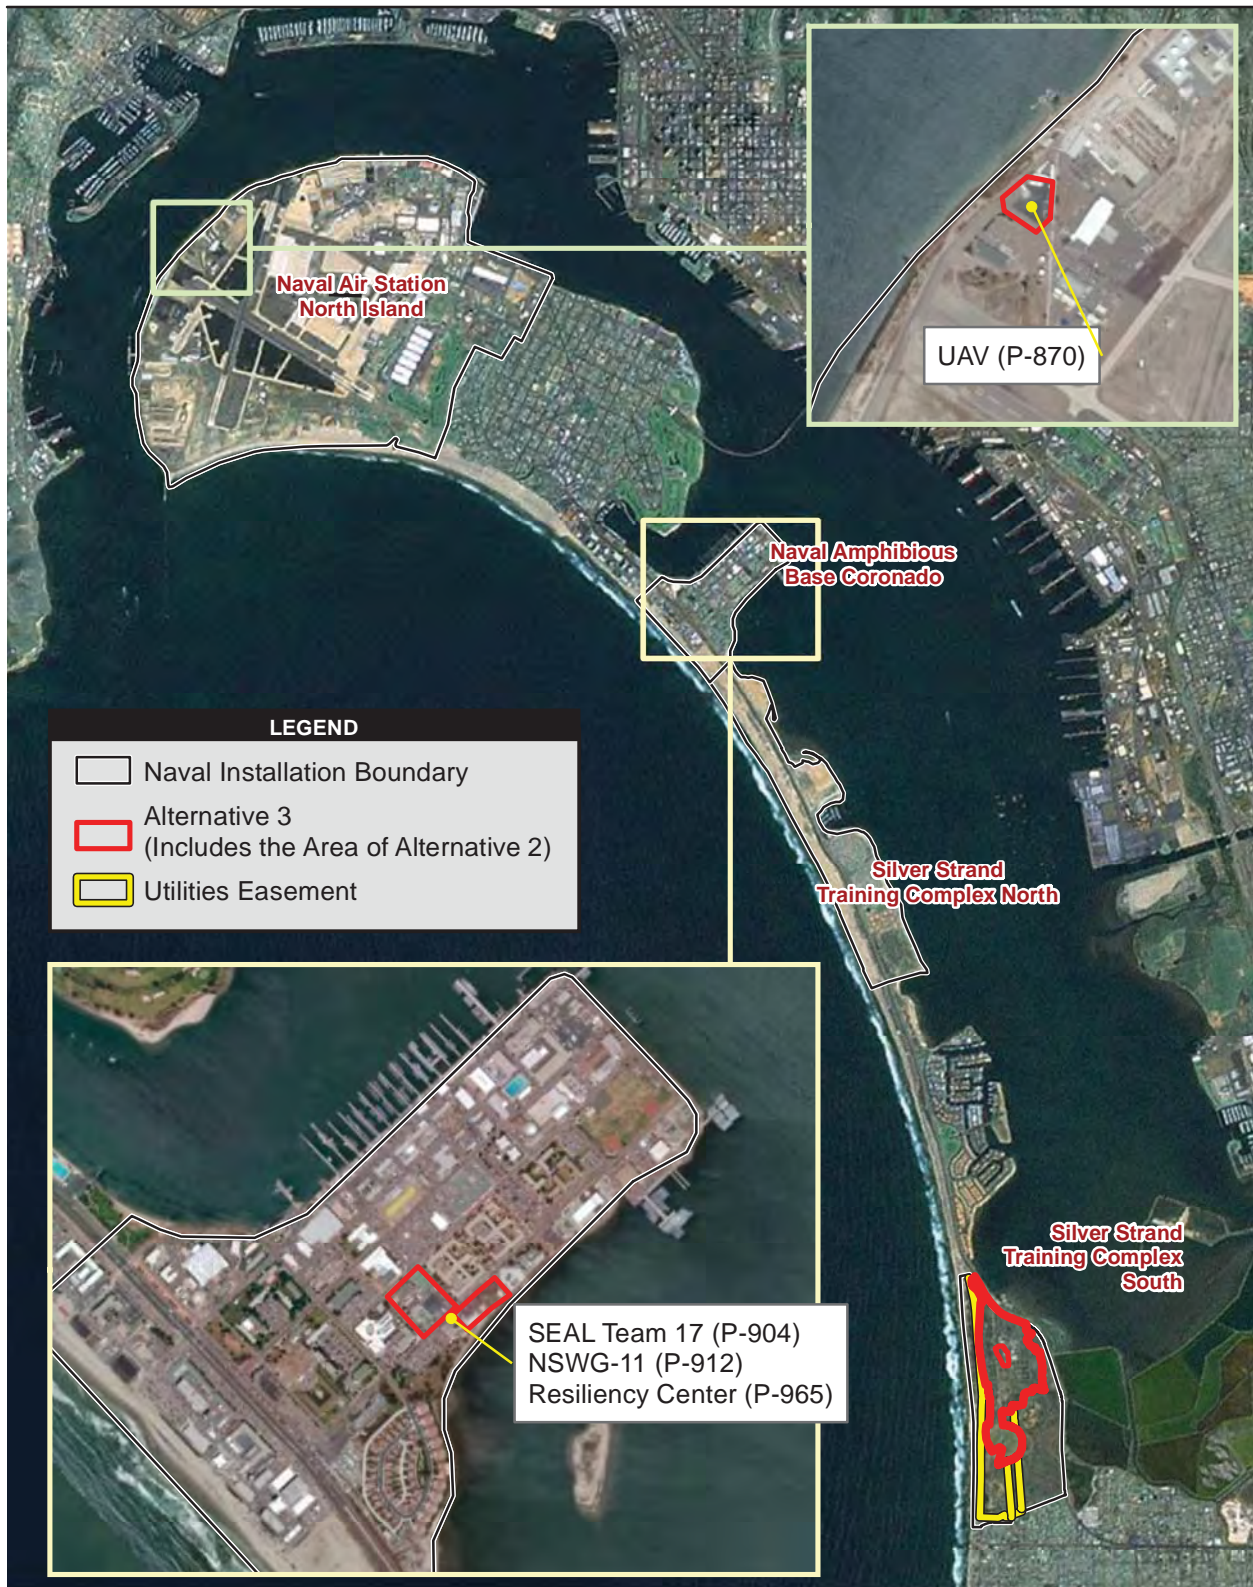 UAV (P-870)
Naval Air Station
North Island
Naval Amphibious
Base Coronado
LEGEND
Naval Installation Boundary
Alternative 3
(Includes the Area of Alternative 2)
Utilities Easement
Silver Strand
Training Complex North
Silver Strand
Training Complex
South
SEAL Team 17 (P-904)
NSWG-11 (P-912)
Resiliency Center (P-965)